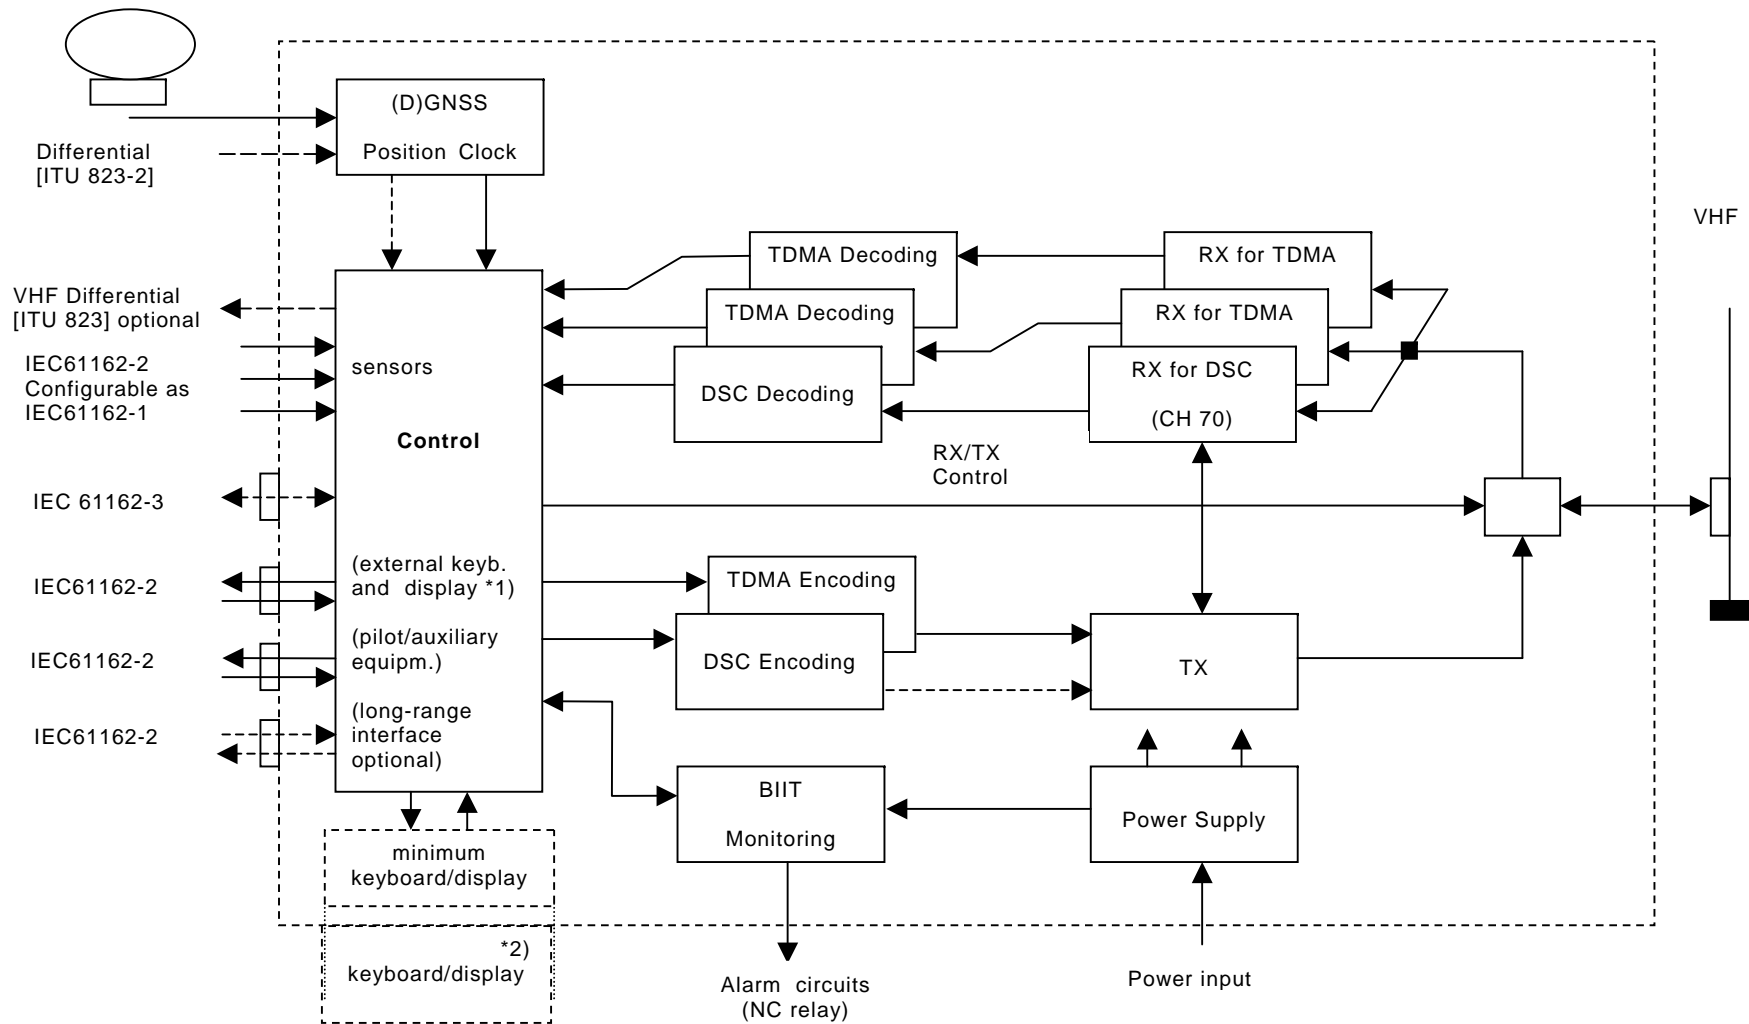 (D)GNSS
Position Clock
Differential
[ITU 823-2]
VHF
TDMA Decoding
RX for TDMA
VHF Differential
[ITU 823] optional
TDMA Decoding
RX for TDMA
IEC61162-2
Configurable as
IEC61162-1
sensors
DSC Decoding
RX for DSC
(CH 70)
Control
RX/TX
Control
IEC 61162-3
IEC61162-2
(external keyb.
and display *1)
TDMA Encoding
IEC61162-2
(pilot/auxiliary
equipm.)
DSC Encoding
TX
IEC61162-2
(long-range
interface
optional)
BIIT
Monitoring
Power Supply
minimum
keyboard/display
*2)
keyboard/display
Alarm circuits
(NC relay)
Power input